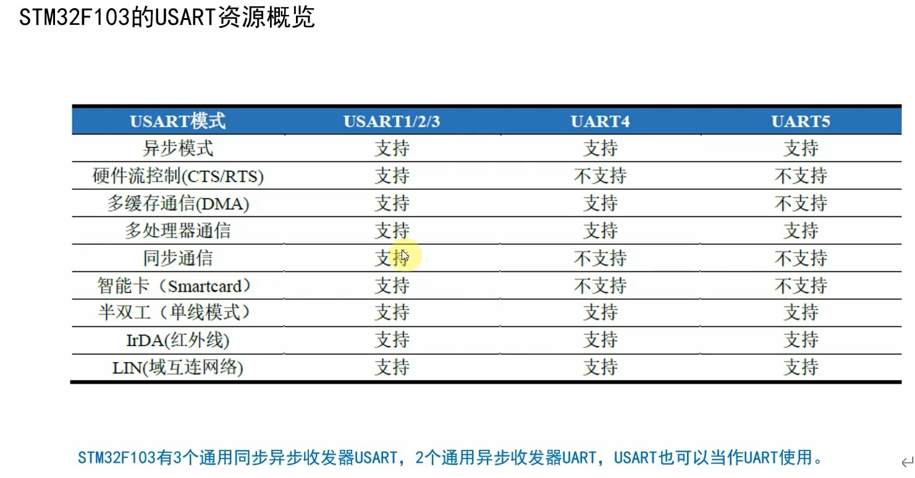 STM32F103的USART资源概览
USART模式 USART1/2/3 UART4 UART5
异步模式 支持 支持 支持
硬件流控制(CTS/RTS) 支持 不支持 不支持
多缓存通信(DMA) 支持 支持 不支持
多处理器通信 支持 支持 支持
同步通信 支持 不支持 不支持
智能卡（Smartcard） 支持 不支持 不支持
半双工（单线模式） 支持 支持 支持
IrDA(红外线) 支持 支持 支持
LIN(域互连网络) 支持 支持 支持
STM32F103有3个通用同步异步收发器USART，2个通用异步收发器UART，USART也可以当作UART使用。